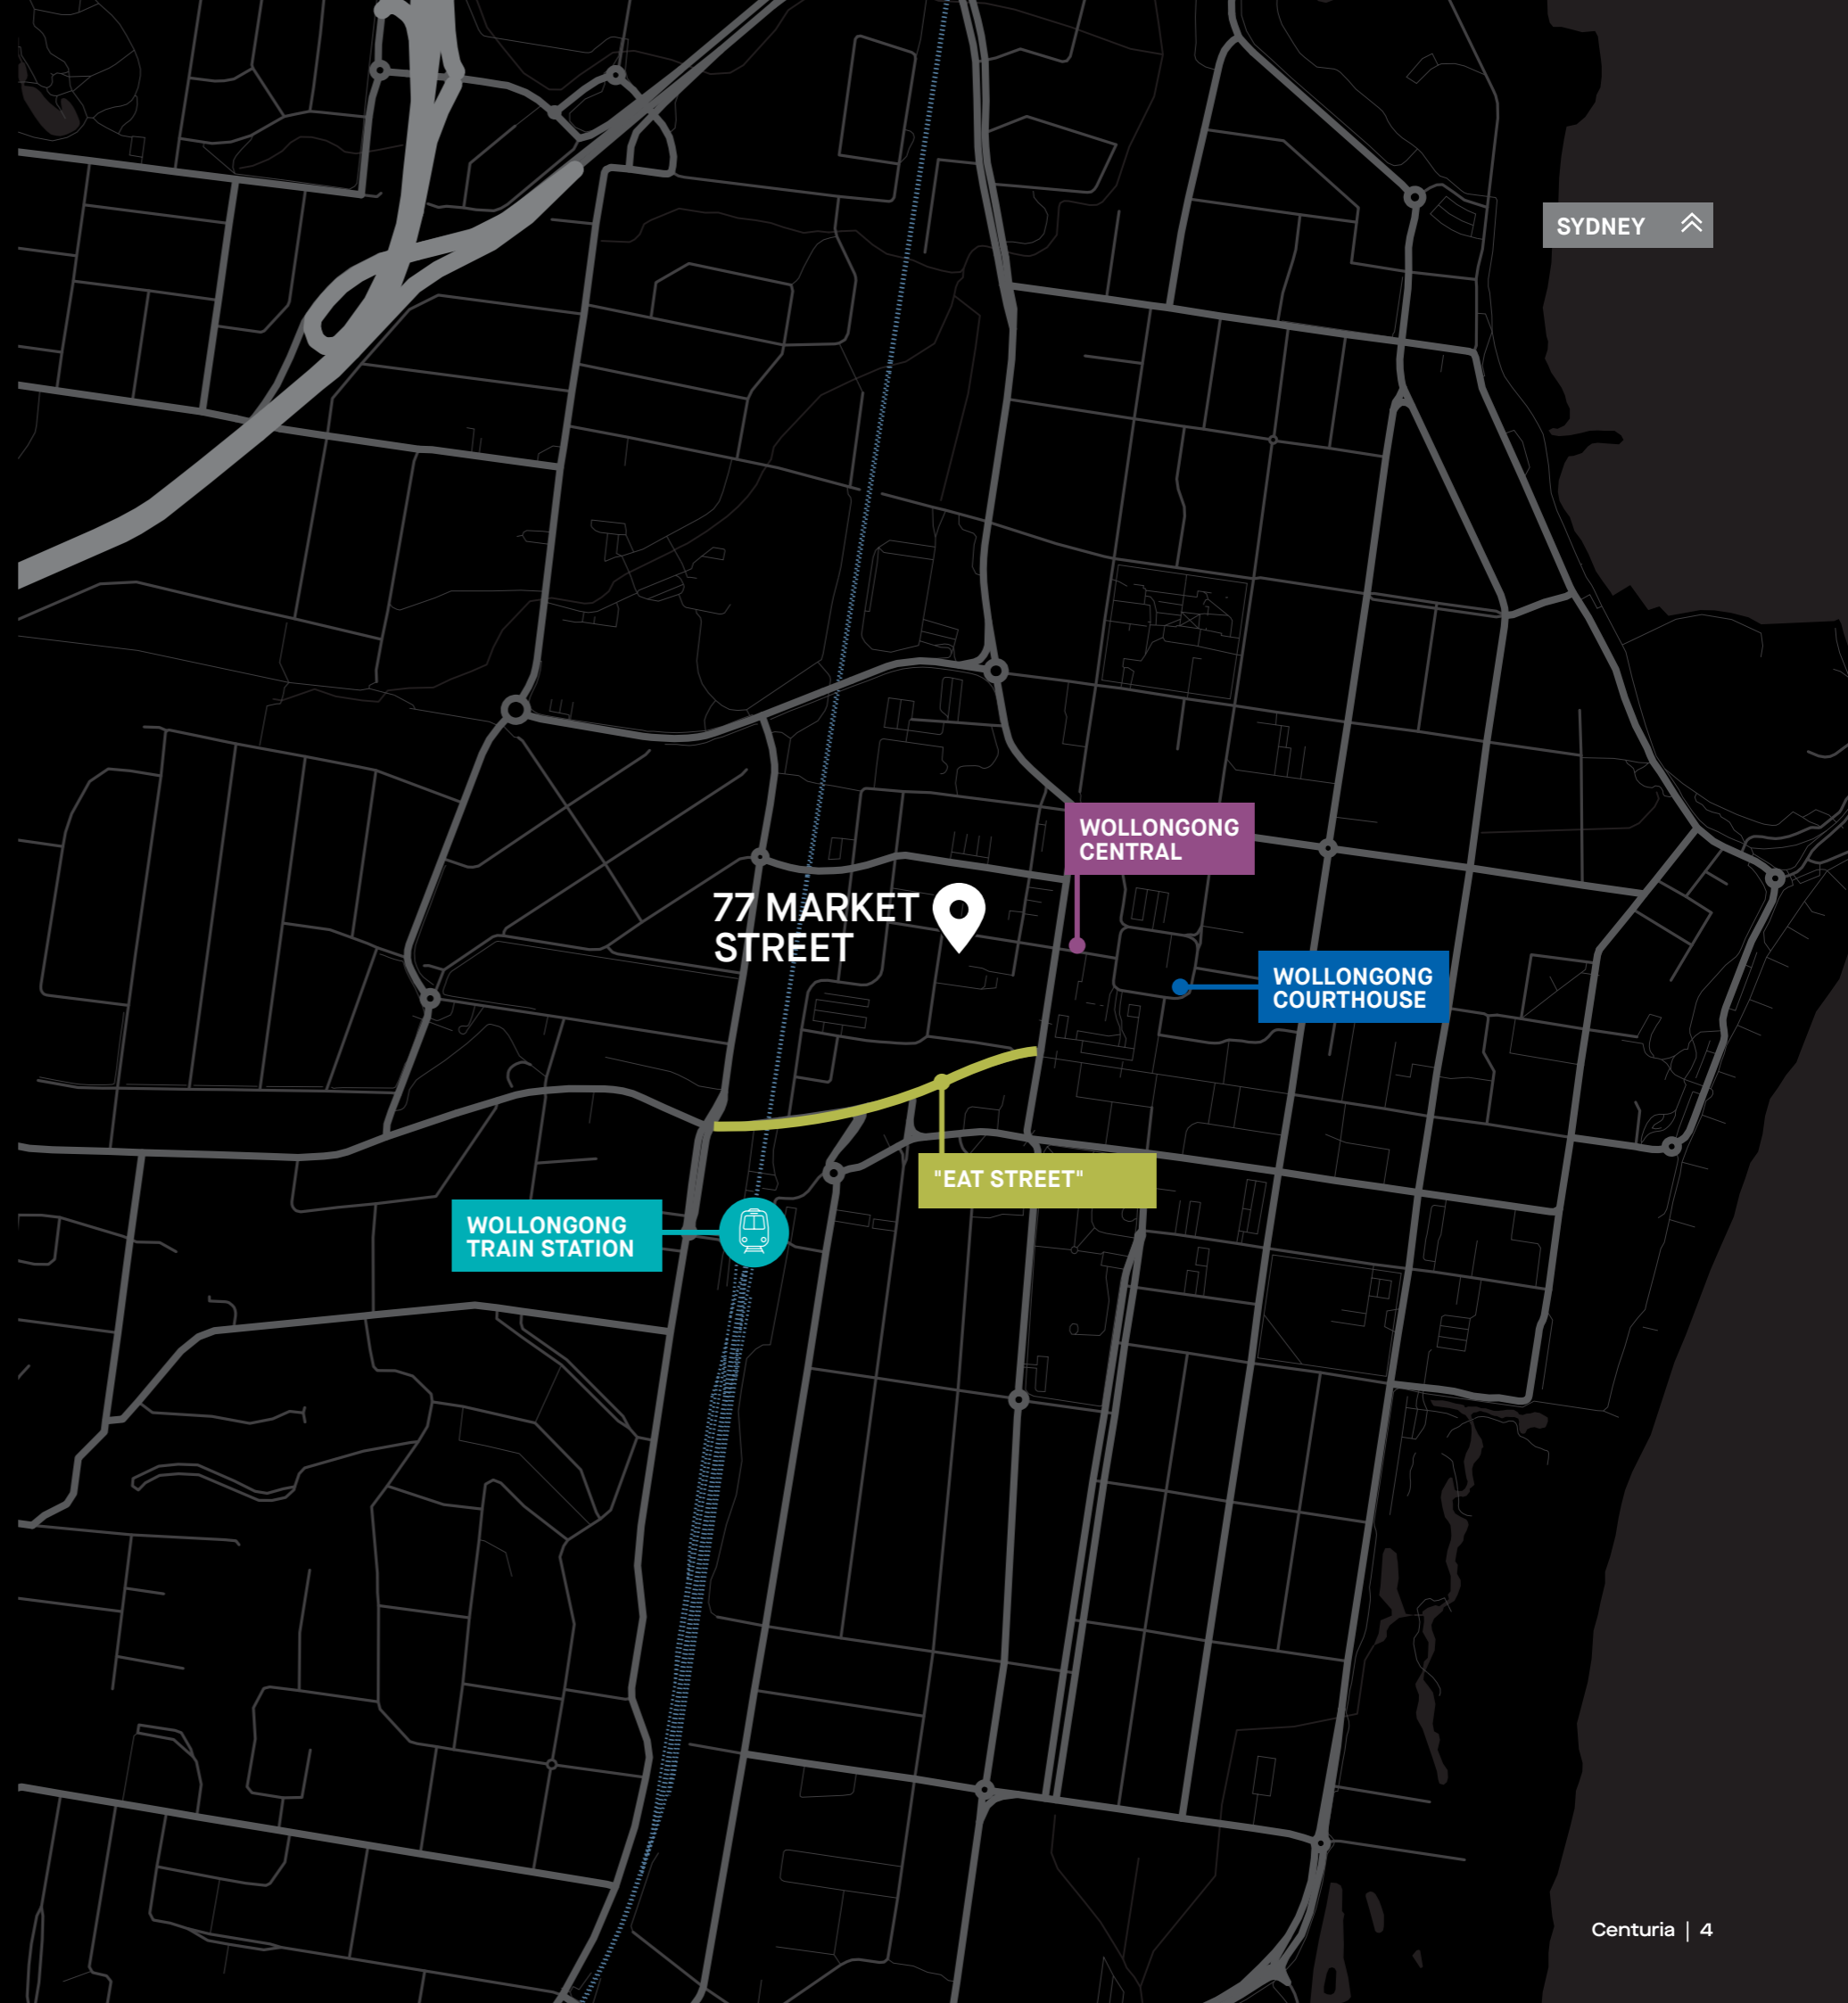 SYDNEY
WOLLONGONG
CENTRAL
77 MARKET
STREET
WOLLONGONG
COURTHOUSE
"EAT STREET"
WOLLONGONG
TRAIN STATION
Centuria | 4